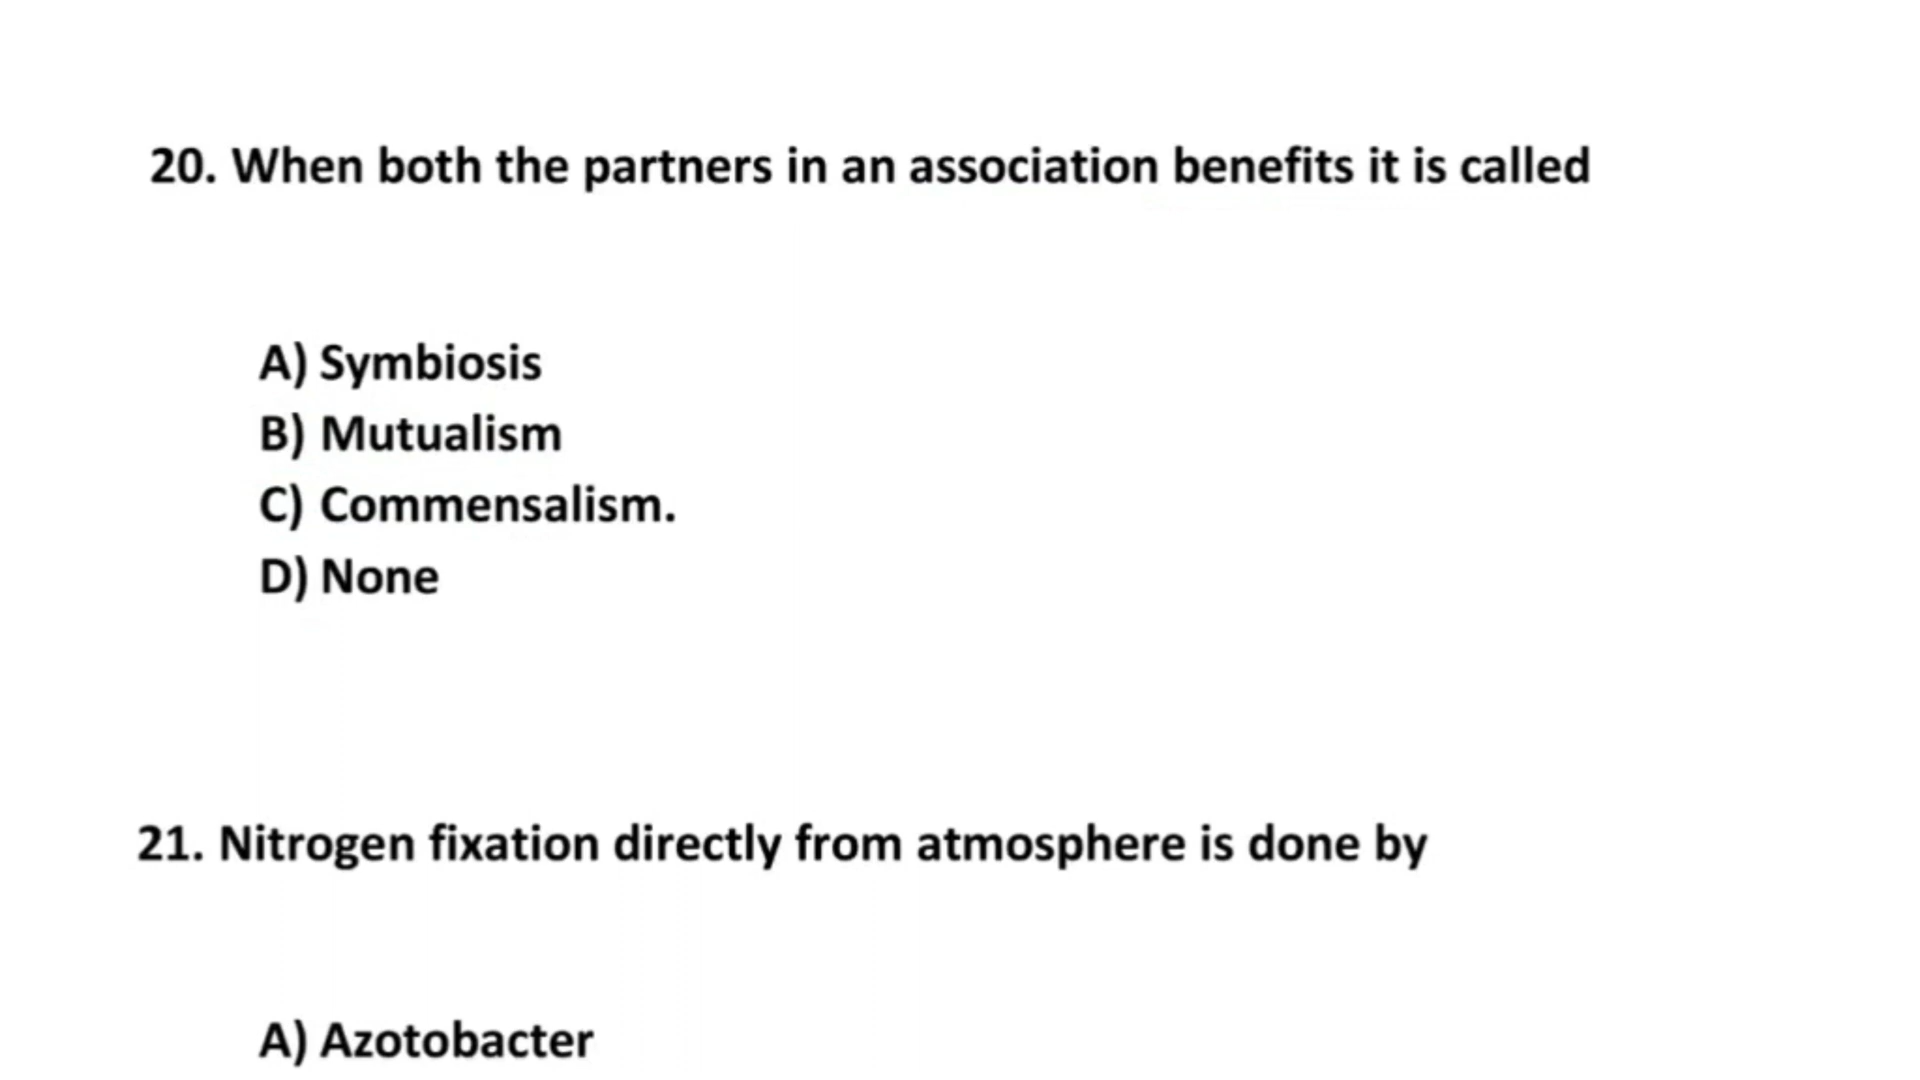 20. When both the partners in an association benefits it is called
A) Symbiosis
B) Mutualism
C) Commensalism.
D) None
21. Nitrogen fixation directly from atmosphere is done by
A) Azotobacter